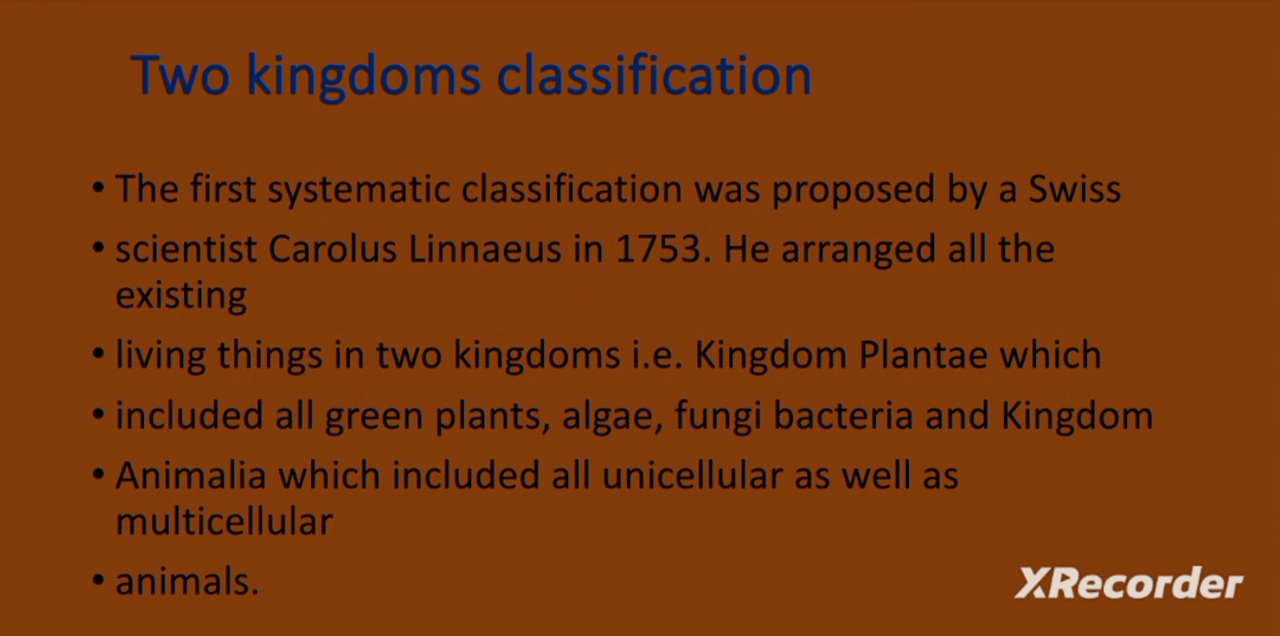 Two kingdoms classification
• The first systematic classification was proposed by a Swiss
• scientist Carolus Linnaeus in 1753. He arranged all the
existing
• living things in two kingdoms i.e. Kingdom Plantae which
• included all green plants, algae, fungi bacteria and Kingdom
• Animalia which included all unicellular as well as
multicellular
• animals.
XRecorder